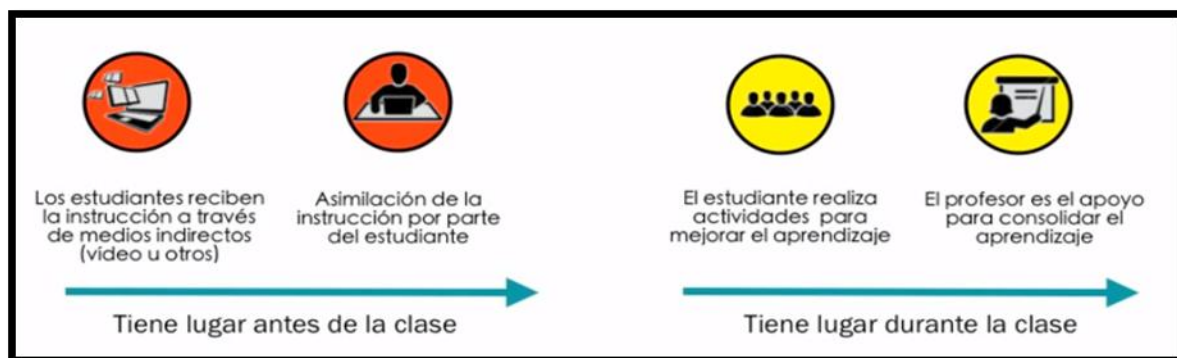 Los estudiantes reciben
la instrucción a través
de medios indirectos
(vídeo u otros)
Asimilación de la
instrucción por parte
del estudiante
Tiene lugar antes de la clase
El estudiante realiza
actividades para
mejorar el aprendizaje
El profesor es el apoyo
para consolidar el
aprendizaje
Tiene lugar durante la clase